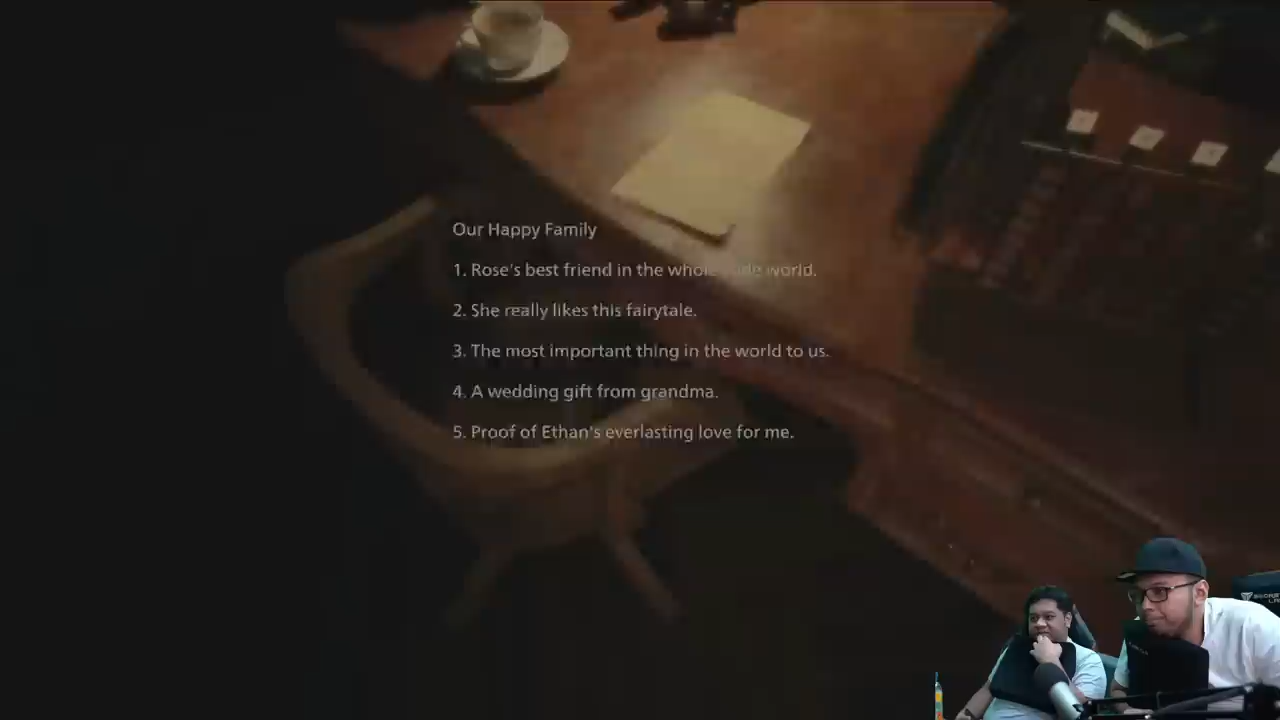 Our Happy Family
1. Rose's best friend in the whole wide world.
2. She really likes this fairytale.
3. The most important thing in the world to us.
4. A wedding gift from grandma.
5. Proof of Ethan's everlasting love for me.